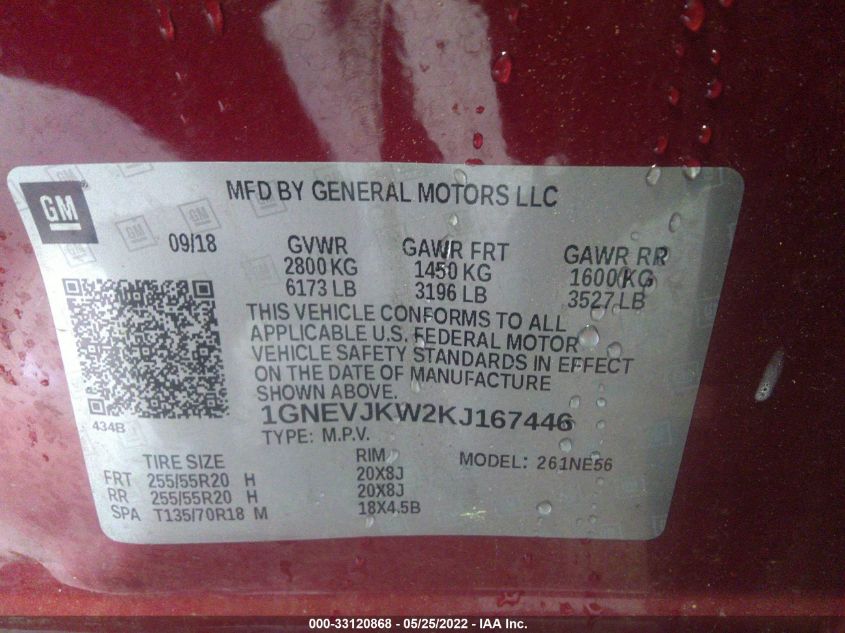 GM
MFD BY GENERAL MOTORS LLC
09/18 GVWR GAWR FRT GAWR RR
2800 KG 1450 KG 1600 KG
6173 LB 3196 LB 3527 LB
THIS VEHICLE CONFORMS TO ALL
APPLICABLE U.S. FEDERAL MOTOR
VEHICLE SAFETY STANDARDS IN EFFECT
ON THE DATE OF MANUFACTURE
SHOWN ABOVE.
434B
1GNEVJKW2KJ167446
TYPE: M.P.V.
TIRE SIZE RIM MODEL: 261NE56
FRT 255/55R20 H 20X8J
RR 255/55R20 H 20X8J
SPA T135/70R18 M 18X4.5B
000-33120868 - 05/25/2022 - IAA Inc.